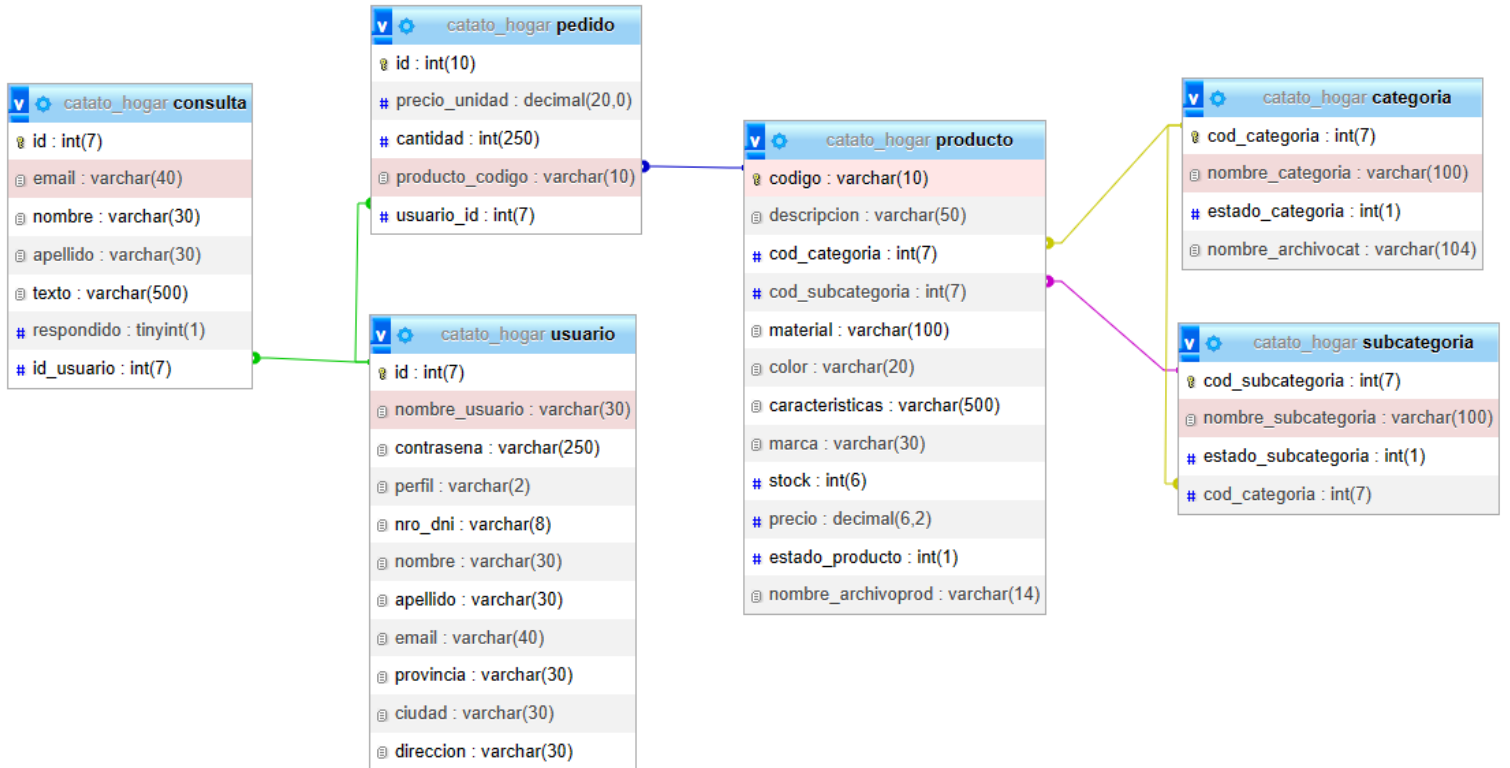 catato_hogar consulta
id : int(7)
email : varchar(40)
nombre : varchar(30)
apellido : varchar(30)
texto : varchar(500)
respondido : tinyint(1)
id_usuario : int(7)
catato_hogar pedido
id : int(10)
precio_unidad : decimal(20,0)
cantidad : int(250)
producto_codigo : varchar(10)
usuario_id : int(7)
catato_hogar usuario
id : int(7)
nombre_usuario : varchar(30)
contrasena : varchar(250)
perfil : varchar(2)
nro_dni : varchar(8)
nombre : varchar(30)
apellido : varchar(30)
email : varchar(40)
provincia : varchar(30)
ciudad : varchar(30)
direccion : varchar(30)
catato_hogar producto
codigo : varchar(10)
descripcion : varchar(50)
cod_categoria : int(7)
cod_subcategoria : int(7)
material : varchar(100)
color : varchar(20)
caracteristicas : varchar(500)
marca : varchar(30)
stock : int(6)
precio : decimal(6,2)
estado_producto : int(1)
nombre_archivoprod : varchar(14)
catato_hogar categoria
cod_categoria : int(7)
nombre_categoria : varchar(100)
estado_categoria : int(1)
nombre_archivocat : varchar(104)
catato_hogar subcategoria
cod_subcategoria : int(7)
nombre_subcategoria : varchar(100)
estado_subcategoria : int(1)
cod_categoria : int(7)